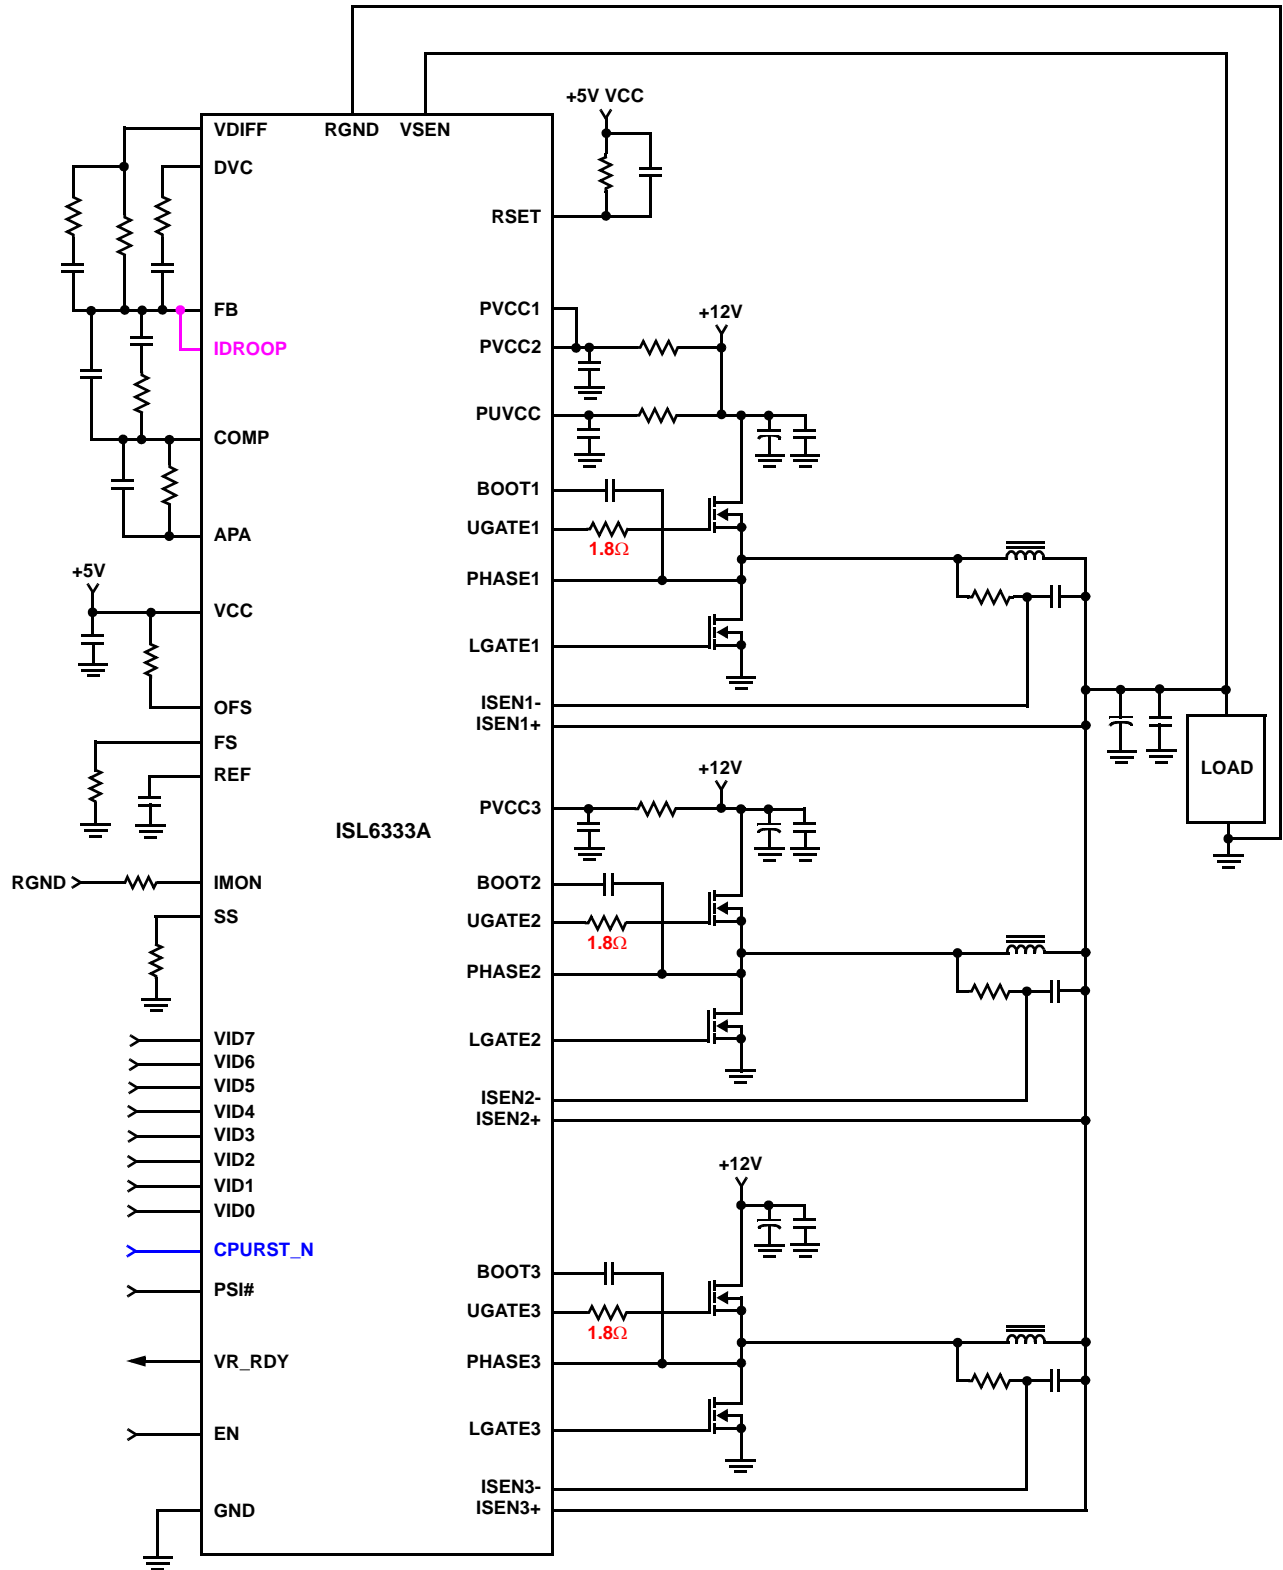 +5V VCC
VDIFF
RGND
VSEN
DVC
RSET
FB
IDROOP
PVCC1
+12V
PVCC2
PUVCC
COMP
BOOT1
UGATE1
1.8Ω
APA
+5V
PHASE1
VCC
LGATE1
ISEN1-
OFS
ISEN1+
FS
REF
+12V
LOAD
PVCC3
ISL6333A
RGND
IMON
BOOT2
SS
UGATE2
1.8Ω
PHASE2
VID7
LGATE2
VID6
VID5
ISEN2-
VID4
ISEN2+
VID3
VID2
+12V
VID1
VID0
CPURST_N
BOOT3
PSI#
UGATE3
1.8Ω
VR_RDY
PHASE3
EN
LGATE3
ISEN3-
GND
ISEN3+